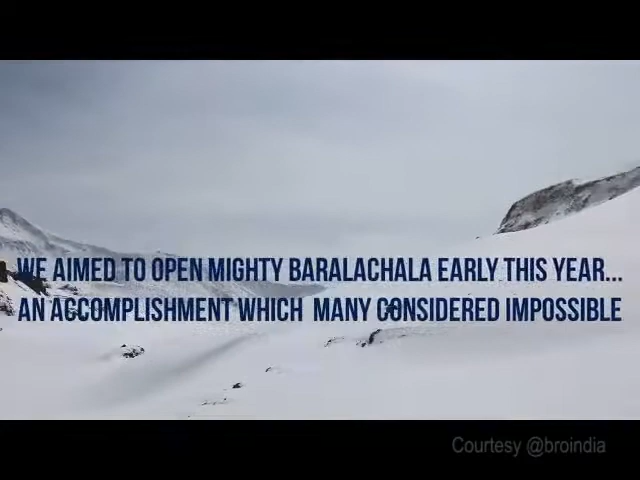 WE AIMED TO OPEN MIGHTY BARALACHALA EARLY THIS YEAR...
AN ACCOMPLISHMENT WHICH MANY CONSIDERED IMPOSSIBLE
Courtesy @broindia